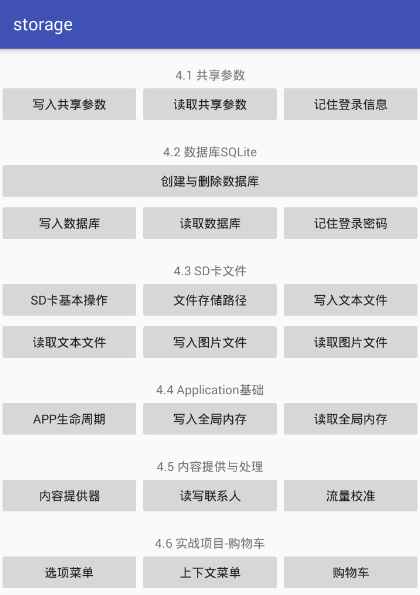 storage
4.1 共享参数
写入共享参数 读取共享参数 记住登录信息
4.2 数据库SQLite
创建与删除数据库
写入数据库 读取数据库 记住登录密码
4.3 SD卡文件
SD卡基本操作 文件存储路径 写入文本文件
读取文本文件 写入图片文件 读取图片文件
4.4 Application基础
APP生命周期 写入全局内存 读取全局内存
4.5 内容提供与处理
内容提供器 读写联系人 流量校准
4.6 实战项目-购物车
选项菜单 上下文菜单 购物车